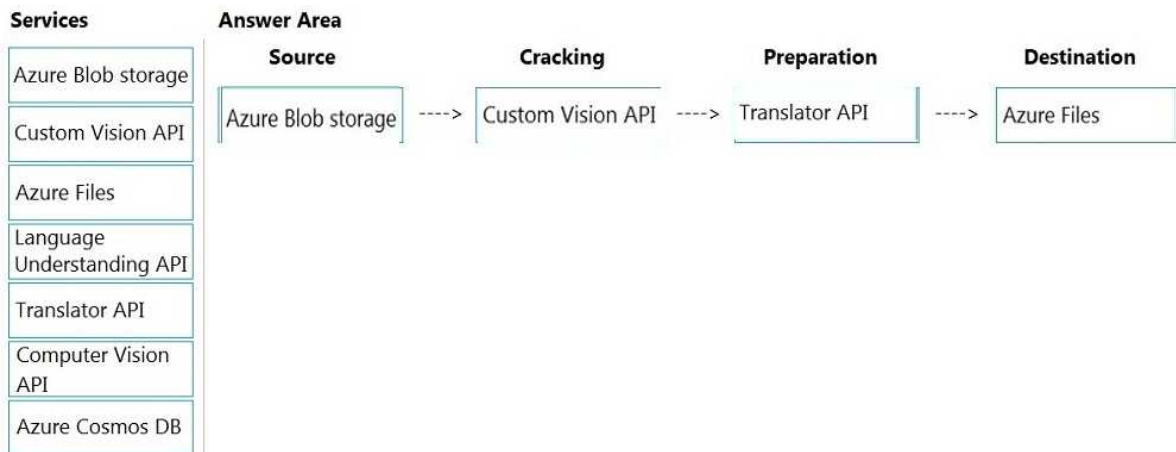 Services
Answer Area
Azure Blob storage
Custom Vision API
Azure Files
Language
Understanding API
Translator API
Computer Vision
API
Azure Cosmos DB
Source
Cracking
Preparation
Destination
Azure Blob storage
---->
Custom Vision API
---->
Translator API
---->
Azure Files